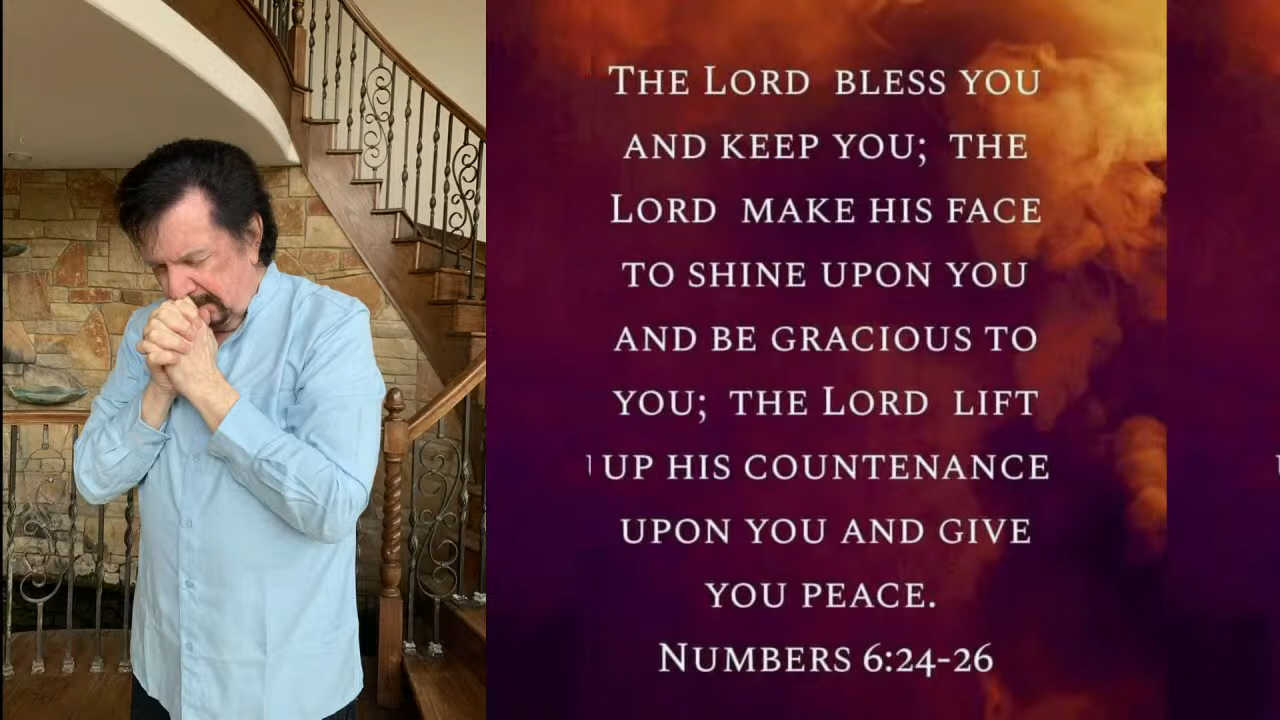 The Lord bless you
and keep you; the
Lord make His face
to shine upon you
and be gracious to
you; the Lord lift
up His countenance
upon you and give
you peace.
Numbers 6:24-26